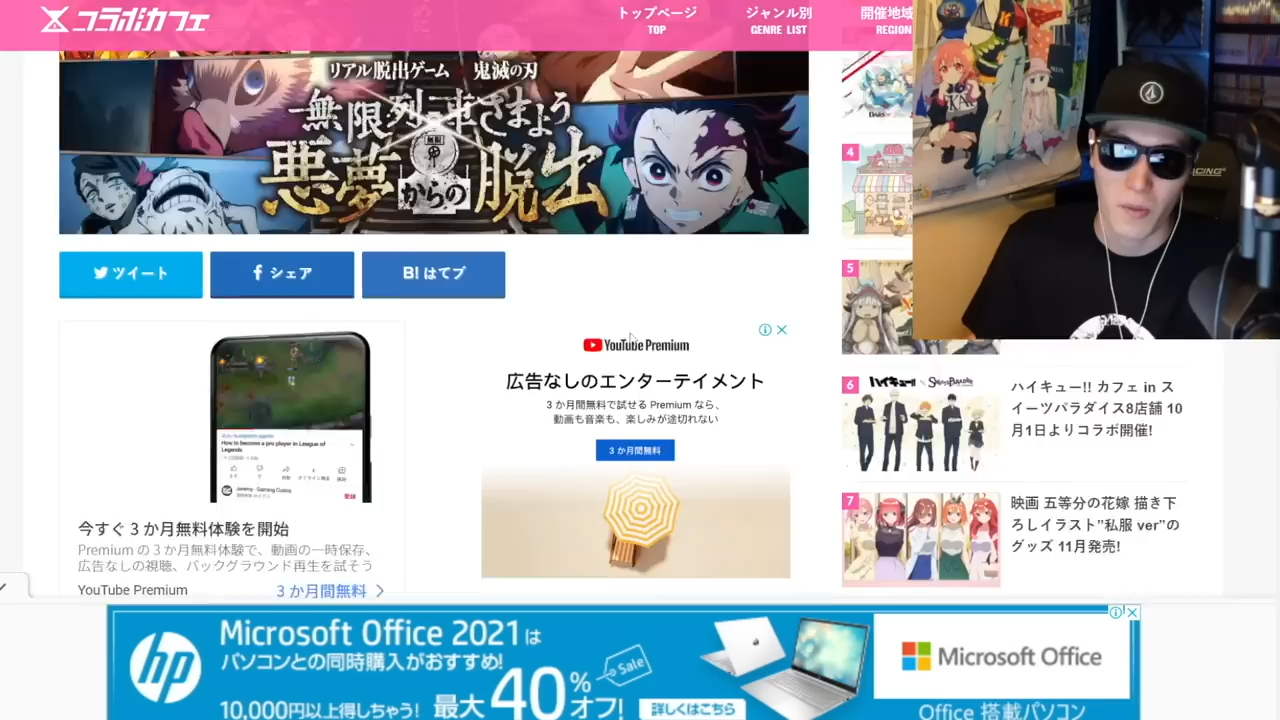 コラボカフェ
トップページ
TOP
ジャンル別
GENRE LIST
開催地域
REGION
リアル脱出ゲーム 鬼滅の刃
無限列車さまよう
悪夢からの脱出
無限
ツイート
シェア
B! はてブ
How to become a pro player in League of Legends
今すぐ 3 か月無料体験を開始
Premium の 3 か月無料体験で、動画の一時保存、
広告なしの視聴、バックグラウンド再生を試そう
YouTube Premium
3 か月間無料
YouTube Premium
広告なしのエンターテイメント
3 か月間無料で試せる Premium なら、
動画も音楽も、楽しみが途切れない
3 か月間無料
4
5
6
ハイキュー!!
ハイキュー!! カフェ in ス
イーツパラダイス8店舗 10
月1日よりコラボ開催!
7
映画 五等分の花嫁 描き下
ろしイラスト”私服 ver”の
グッズ 11月発売!
hp
Microsoft Office 2021は
パソコンとの同時購入がおすすめ!
10,000円以上得しちゃう! 最大40%オフ!
Sale
詳しくはこちら
Microsoft Office
Office 搭載パソコン